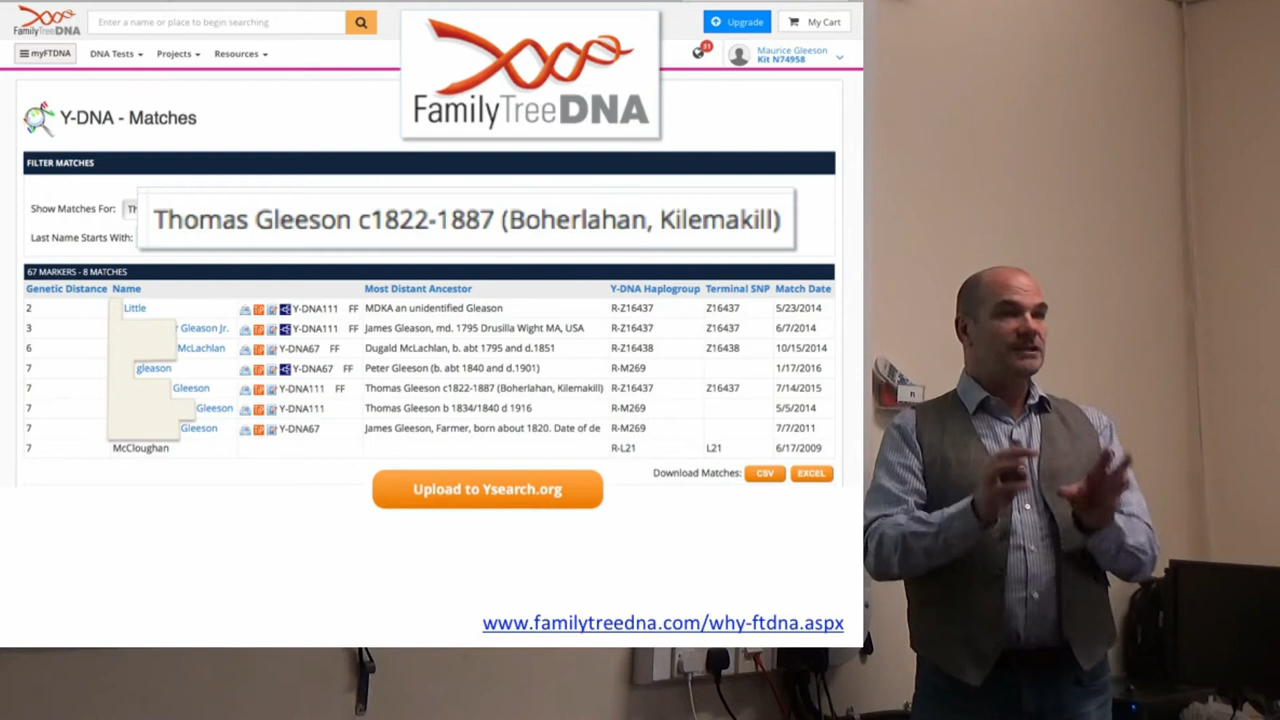 FamilyTreeDNA
Enter a name or place to begin searching
Upgrade
My Cart
myFTDNA
DNA Tests
Projects
Resources
31
Maurice Gleeson
Kit N74958
FamilyTreeDNA
Y-DNA - Matches
FILTER MATCHES
Show Matches For: Th
Thomas Gleeson c1822-1887 (Boherlahan, Kilemakill)
Last Name Starts With:
67 MARKERS - 8 MATCHES
Genetic Distance Name Most Distant Ancestor Y-DNA Haplogroup Terminal SNP Match Date
2 Little TiP Y-DNA111 FF MDKA an unidentified Gleason R-Z16437 Z16437 5/23/2014
3 r Gleason Jr. TiP Y-DNA111 FF James Gleason, md. 1795 Drusilla Wight MA, USA R-Z16437 Z16437 6/7/2014
6 McLachlan TiP Y-DNA67 FF Dugald McLachlan, b. abt 1795 and d.1851 R-Z16438 Z16438 10/15/2014
7 gleason TiP Y-DNA67 FF Peter Gleeson (b. abt 1840 and d.1901) R-M269 1/17/2016
7 Gleeson TiP Y-DNA111 FF Thomas Gleeson c1822-1887 (Boherlahan, Kilemakill) R-Z16437 Z16437 7/14/2015
7 Gleeson TiP Y-DNA111 Thomas Gleeson b 1834/1840 d 1916 R-M269 5/5/2014
7 Gleeson TiP Y-DNA67 James Gleeson, Farmer, born about 1820. Date of de R-M269 7/7/2011
7 McCloughan R-L21 L21 6/17/2009
Download Matches: CSV EXCEL
Upload to Ysearch.org
www.familytreedna.com/why-ftdna.aspx
n